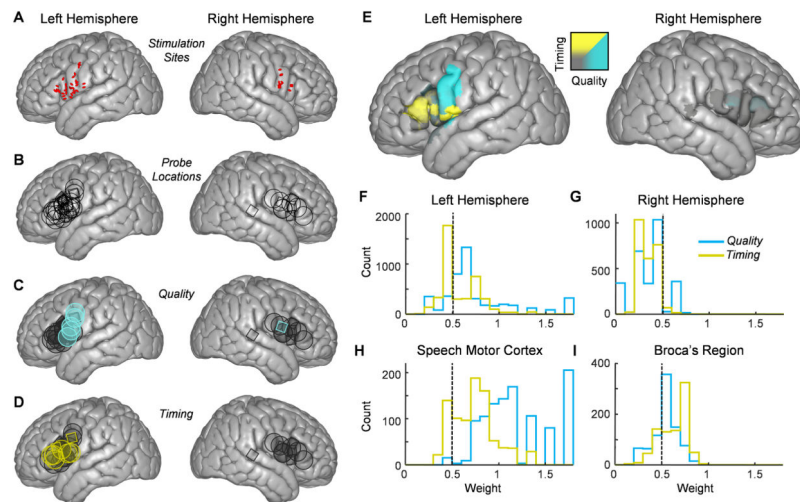 A
Left Hemisphere
Right Hemisphere
Stimulation
Sites
B
Probe
Locations
C
Quality
D
Timing
E
Left Hemisphere
Right Hemisphere
Timing
Quality
F
Left Hemisphere
Count
2000
1000
0
0 0.5 1 1.5
G
Right Hemisphere
1000
500
0
0 0.5 1 1.5
Quality
Timing
H
Speech Motor Cortex
Count
200
100
0
0 0.5 1 1.5
Weight
I
Broca's Region
400
200
0
0 0.5 1 1.5
Weight